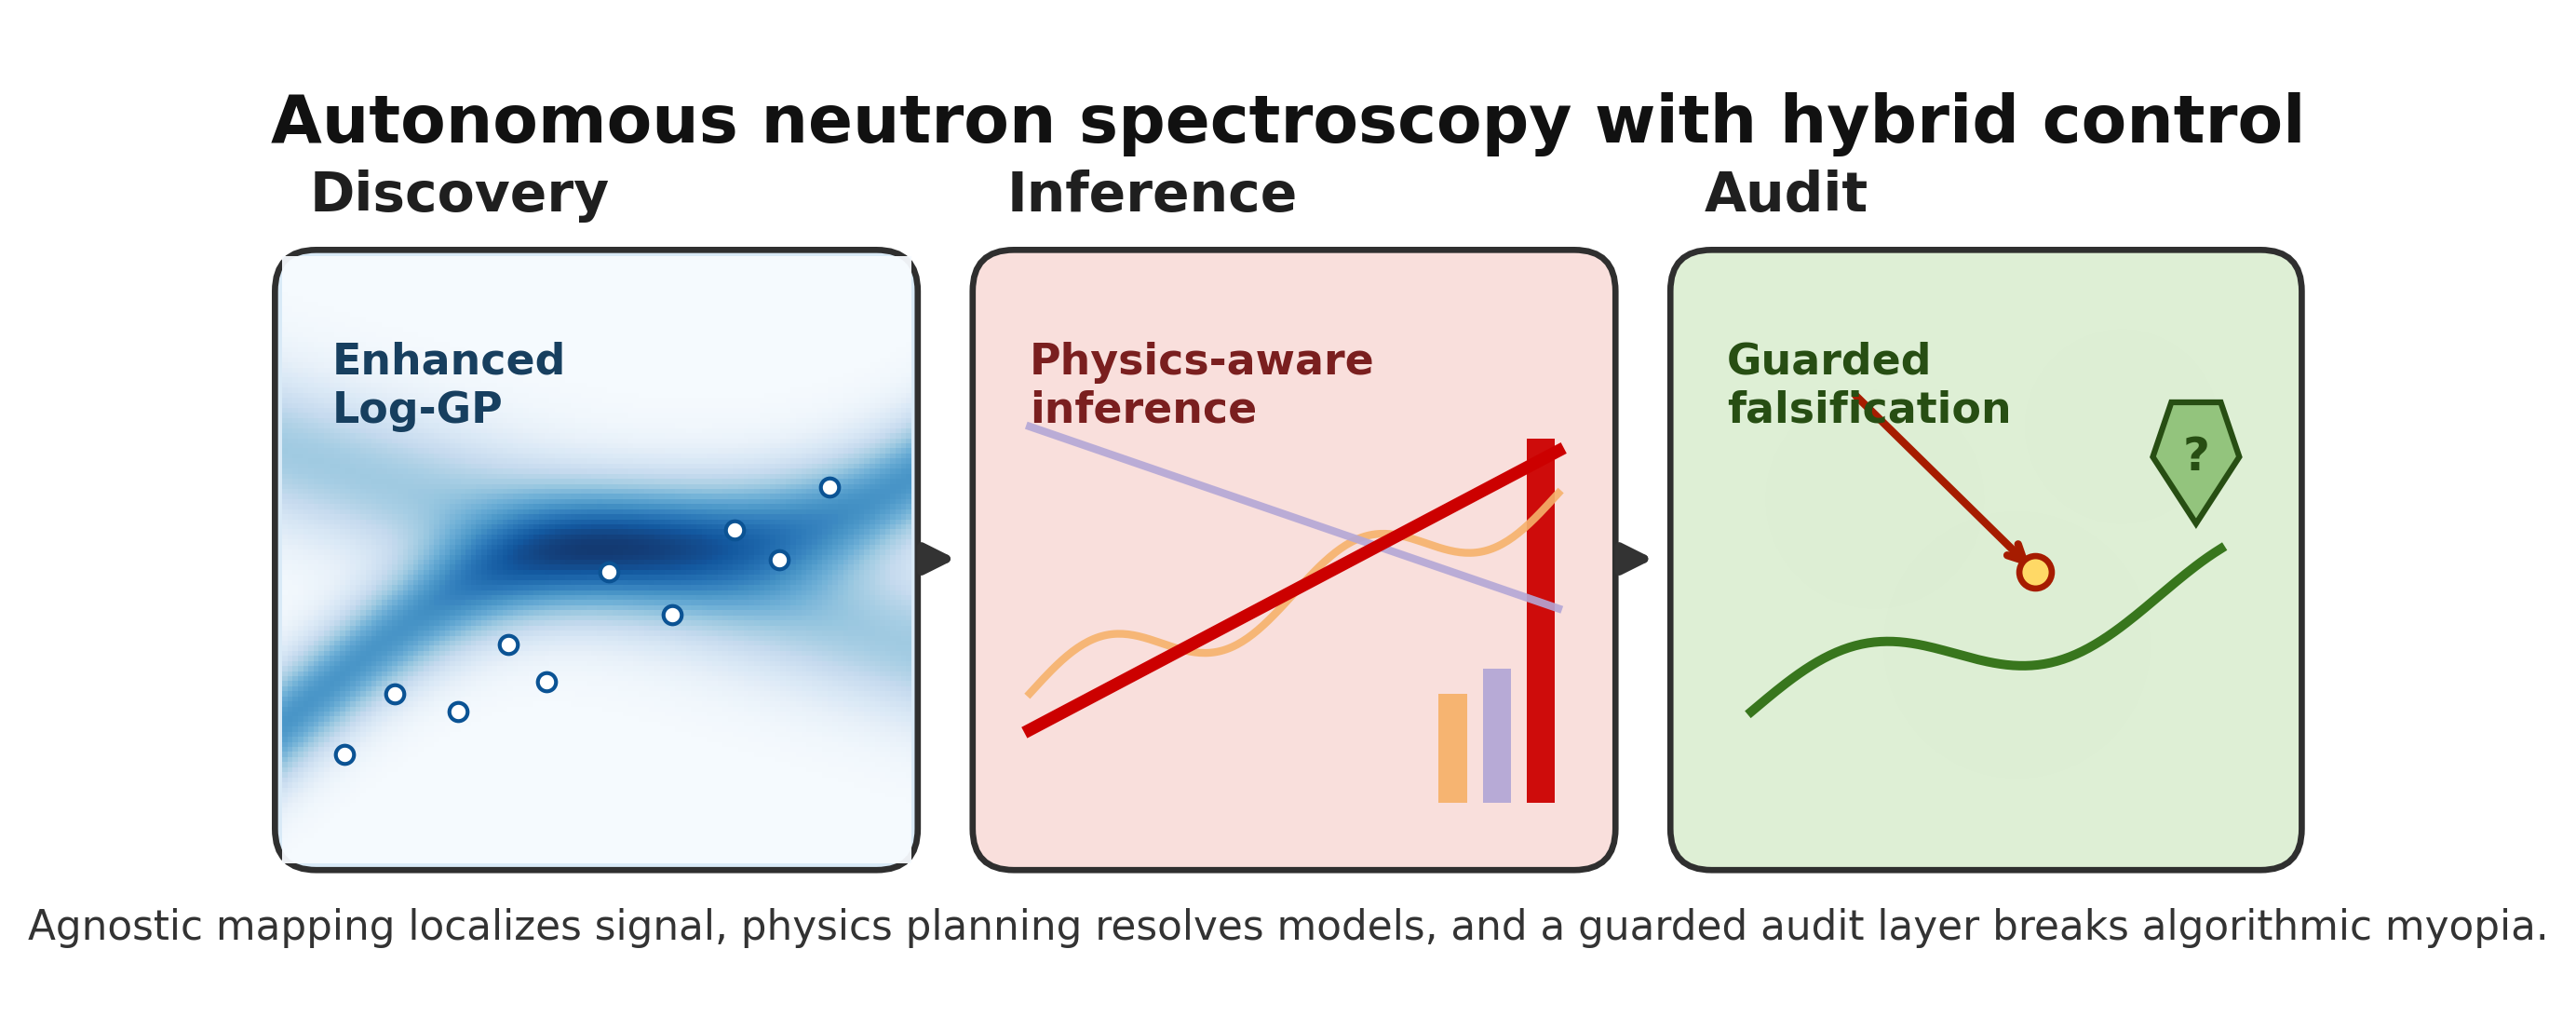 Autonomous neutron spectroscopy with hybrid control
Discovery
Inference
Audit
Enhanced
Log-GP
Physics-aware
inference
Guarded
falsification
?
Agnostic mapping localizes signal, physics planning resolves models, and a guarded audit layer breaks algorithmic myopia.